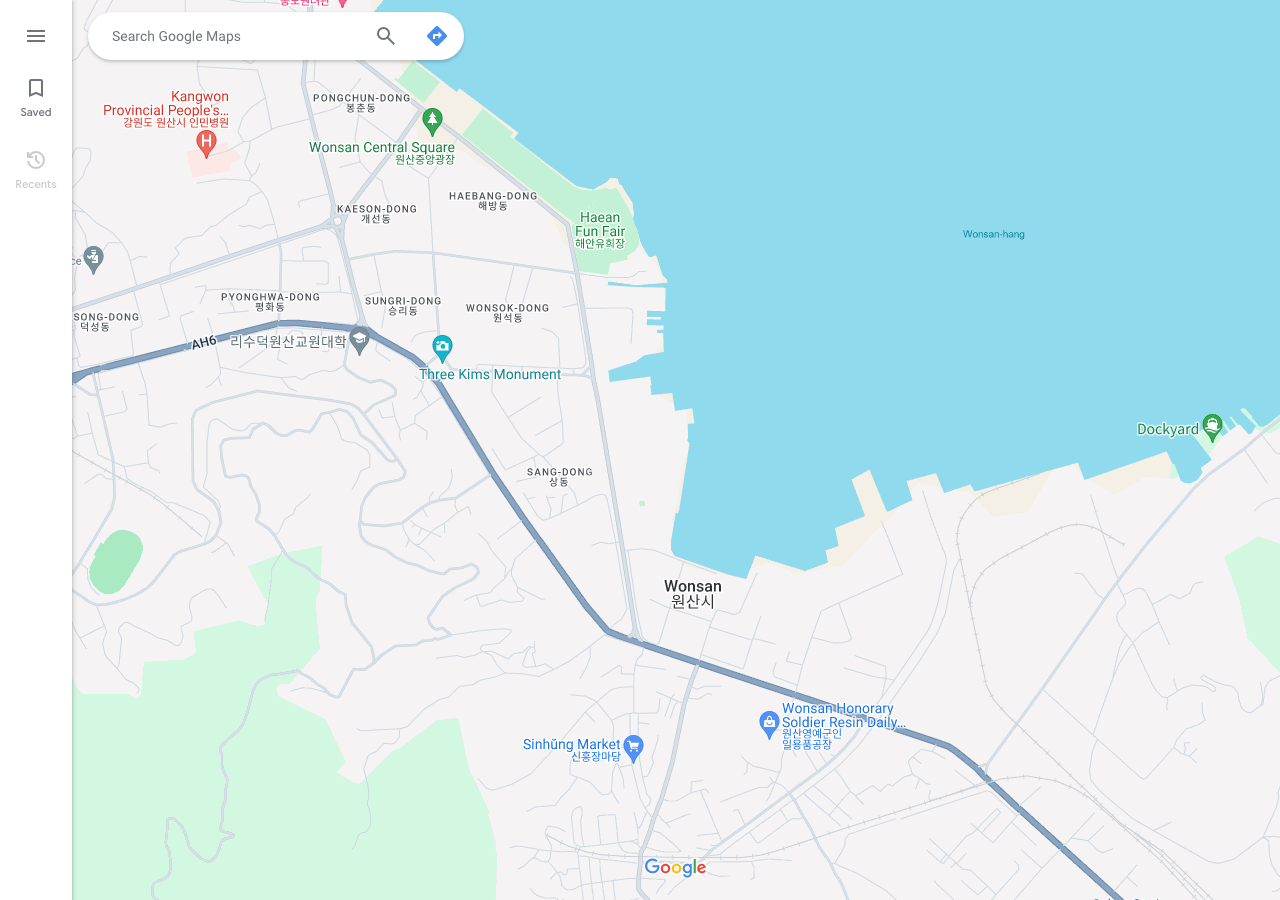 Search Google Maps
Saved
Recents
PONGCHUN-DONG
봉춘동
Kangwon
Provincial People's...
강원도 원산시 인민병원
Wonsan Central Square
원산중앙광장
HAEBANG-DONG
해방동
KAESON-DONG
개선동
Haean
Fun Fair
해안유희장
Wonsan-hang
ce
PYONGHWA-DONG
평화동
SUNGRI-DONG
승리동
WONSOK-DONG
원석동
SONG-DONG
덕성동
AH6
리수덕원산교원대학
Three Kims Monument
Dockyard
SANG-DONG
상동
Wonsan
원산시
Wonsan Honorary
Soldier Resin Daily...
원산영예군인
일용품공장
Sinhŭng Market
신흥장마당
Google